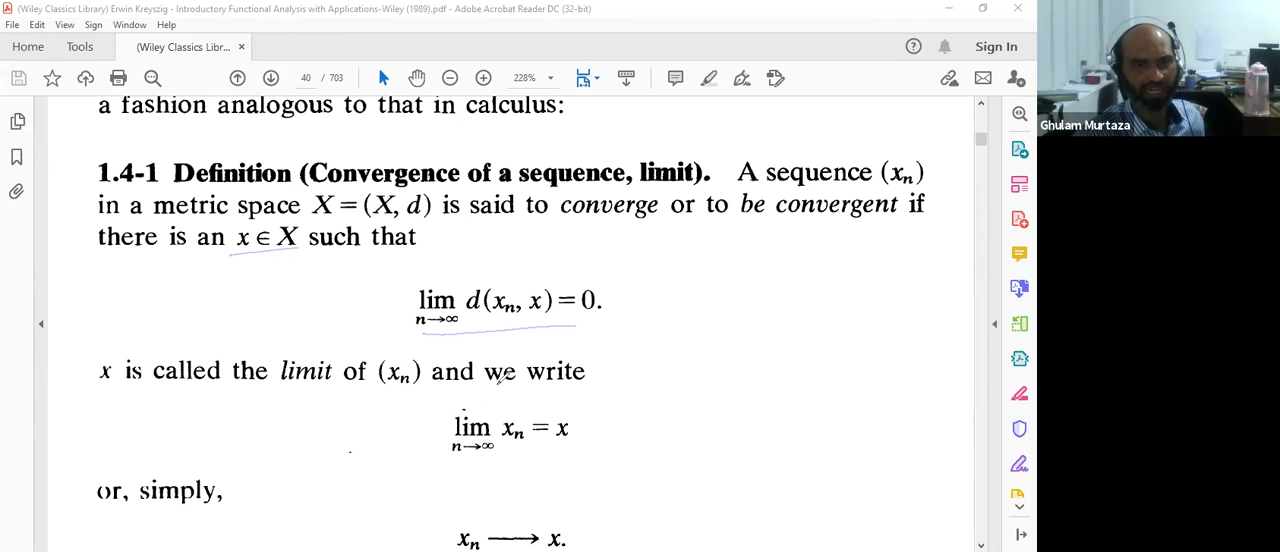 (Wiley Classics Library) Erwin Kreyszig - Introductory Functional Analysis with Applications-Wiley (1989).pdf - Adobe Acrobat Reader DC (32-bit)
File Edit View Sign Window Help
Home Tools (Wiley Classics Libr... × Sign In
40 / 703 228%
Ghulam Murtaza
a fashion analogous to that in calculus:
1.4-1 Definition (Convergence of a sequence, limit). A sequence (xₙ)
in a metric space X = (X, d) is said to converge or to be convergent if
there is an x ∈ X such that
lim d(xₙ, x) = 0.
n→∞
x is called the limit of (xₙ) and we write
lim xₙ = x
n→∞
or, simply,
xₙ ⟶ x.